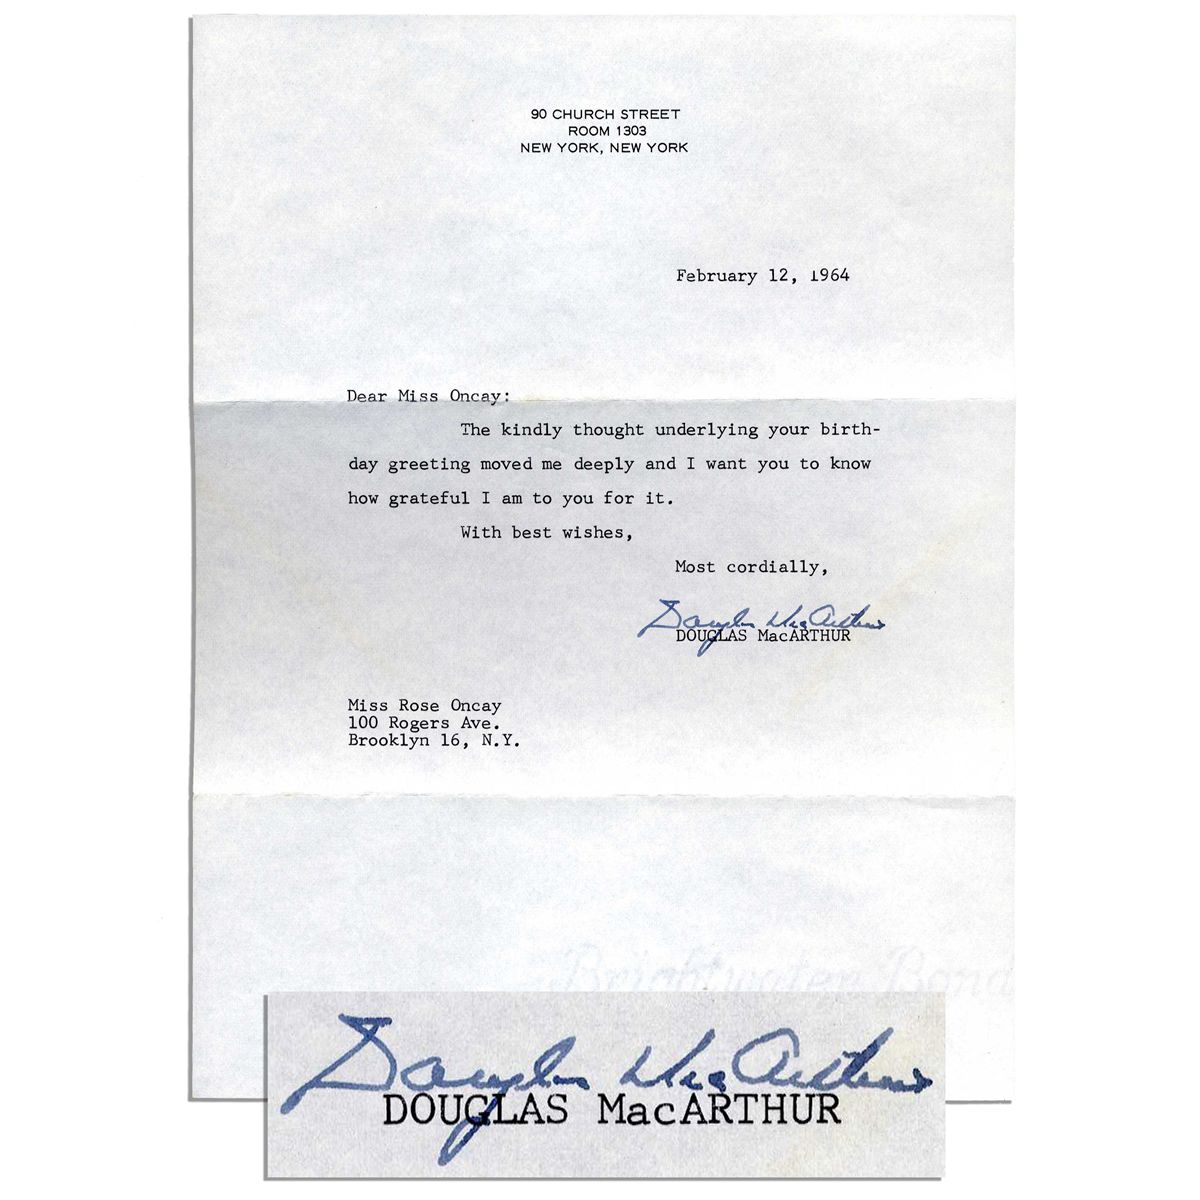 90 CHURCH STREET
ROOM 1303
NEW YORK, NEW YORK
February 12, 1964
Dear Miss Oncay:
The kindly thought underlying your birth-
day greeting moved me deeply and I want you to know
how grateful I am to you for it.
With best wishes,
Most cordially,
Douglas MacArthur
DOUGLAS MacARTHUR
Miss Rose Oncay
100 Rogers Ave.
Brooklyn 16, N.Y.
Brightwater Bond
Douglas MacArthur
DOUGLAS MacARTHUR